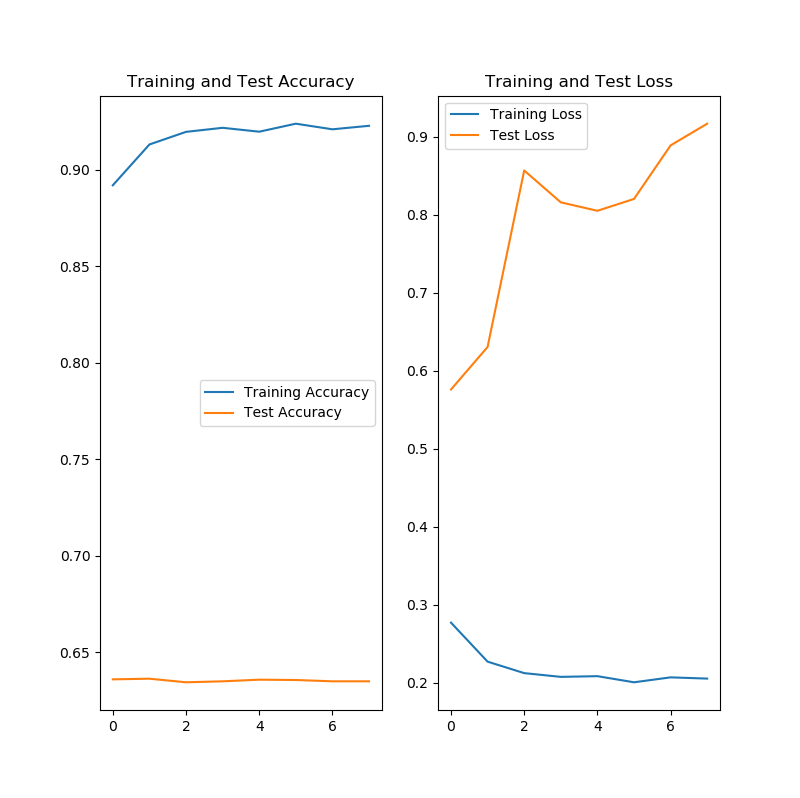 Training and Test Accuracy
0.90
0.85
0.80
0.75
0.70
0.65
Training Accuracy
Test Accuracy
0 2 4 6
Training and Test Loss
Training Loss
Test Loss
0.9
0.8
0.7
0.6
0.5
0.4
0.3
0.2
0 2 4 6